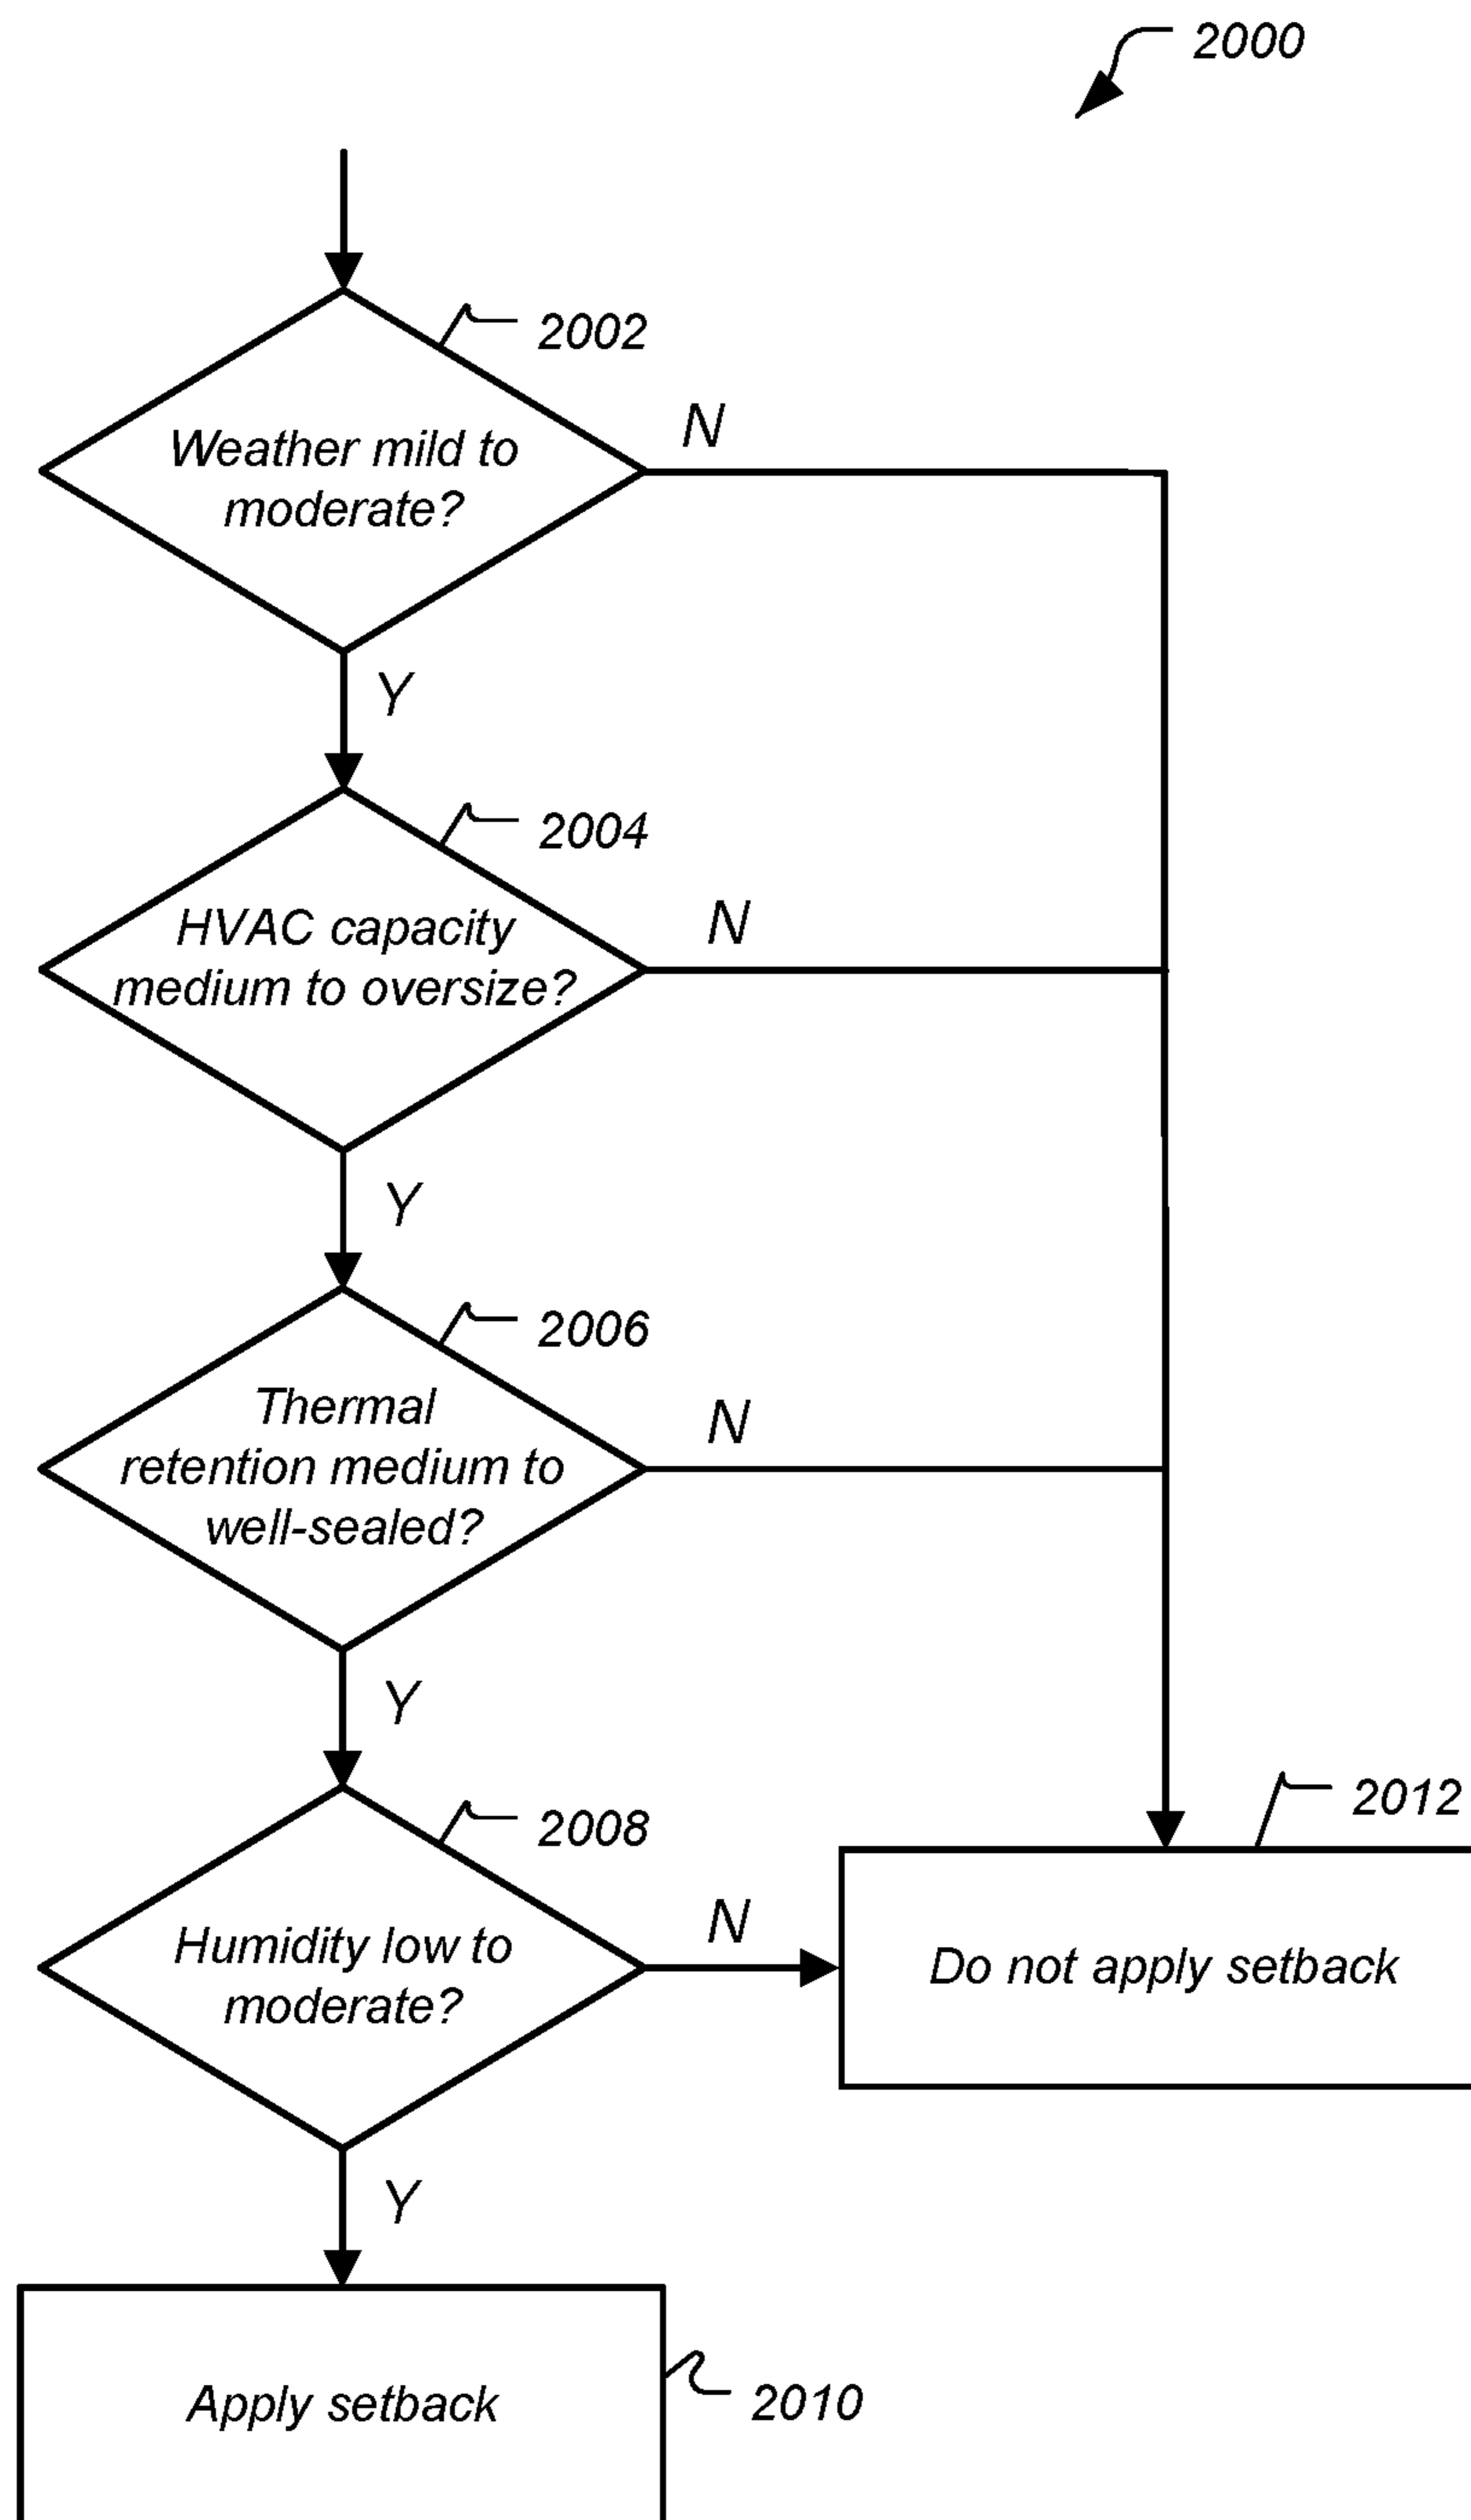 2000
2002
Weather mild to
moderate?
N
Y
2004
HVAC capacity
medium to oversize?
N
Y
2006
Thermal
retention medium to
well-sealed?
N
Y
2008
Humidity low to
moderate?
N
2012
Do not apply setback
Y
Apply setback
2010